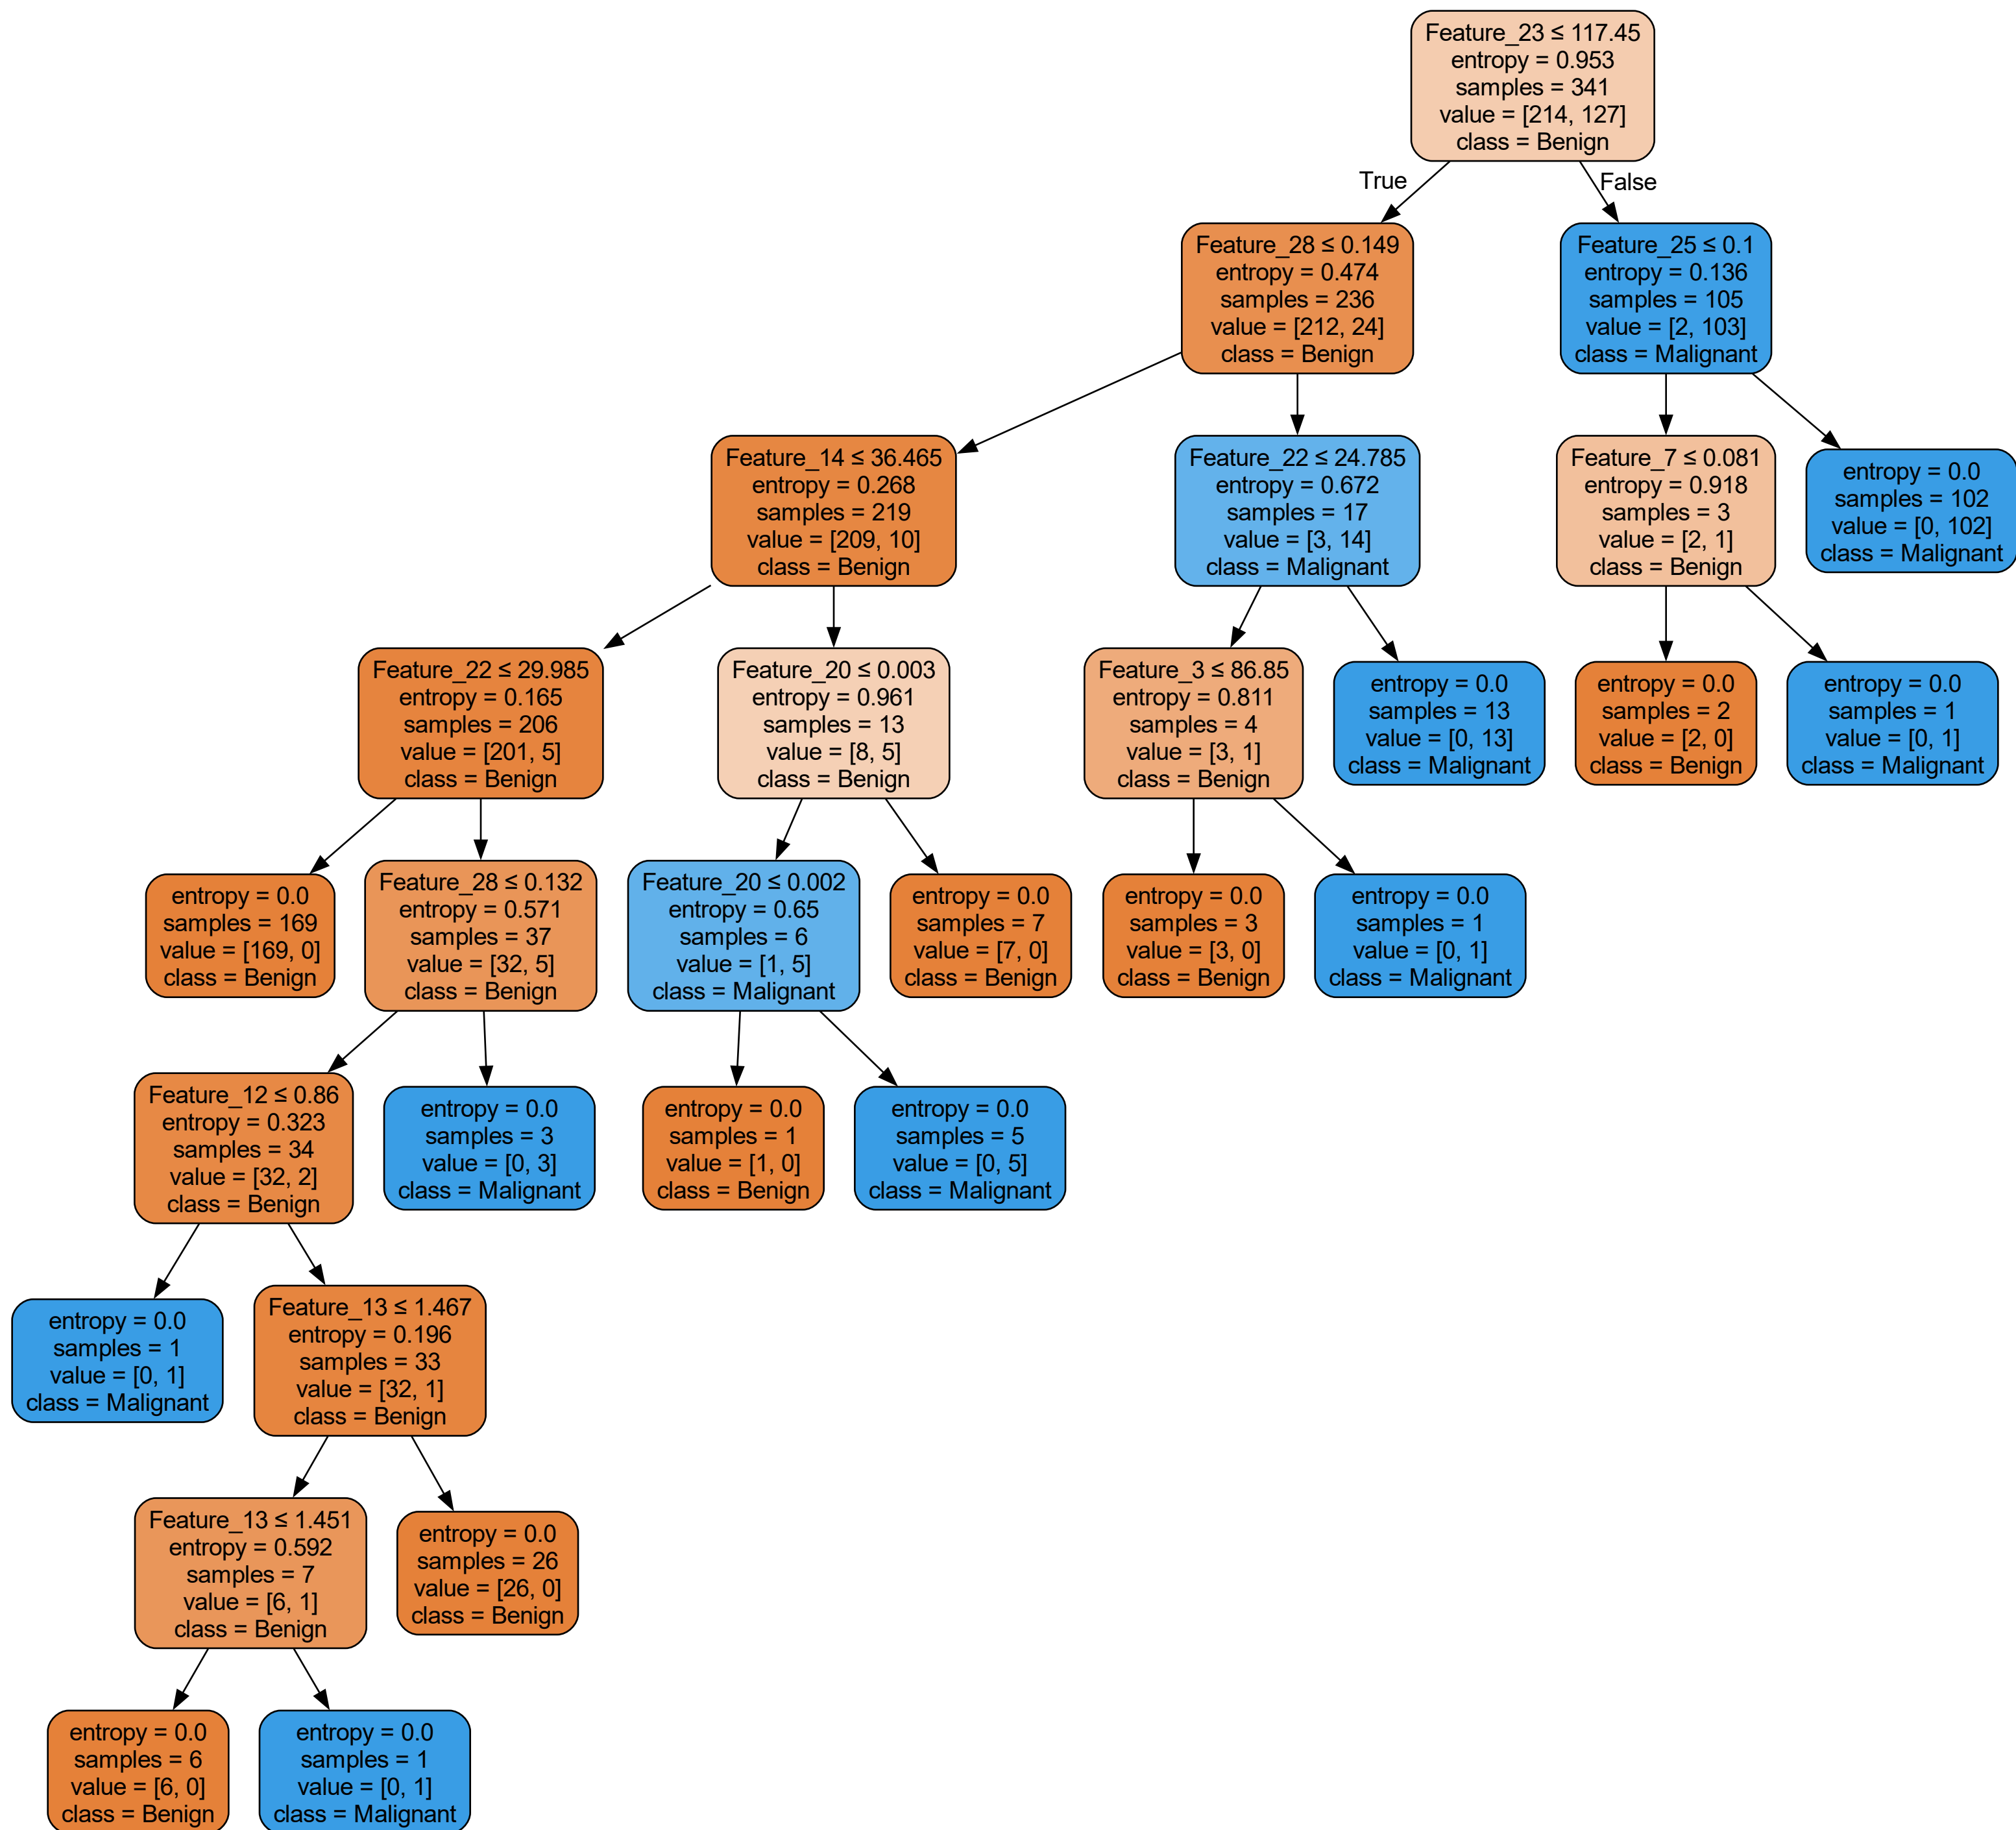 Feature_23 ≤ 117.45
entropy = 0.953
samples = 341
value = [214, 127]
class = Benign
True
False
Feature_28 ≤ 0.149
entropy = 0.474
samples = 236
value = [212, 24]
class = Benign
Feature_25 ≤ 0.1
entropy = 0.136
samples = 105
value = [2, 103]
class = Malignant
Feature_14 ≤ 36.465
entropy = 0.268
samples = 219
value = [209, 10]
class = Benign
Feature_22 ≤ 24.785
entropy = 0.672
samples = 17
value = [3, 14]
class = Malignant
Feature_7 ≤ 0.081
entropy = 0.918
samples = 3
value = [2, 1]
class = Benign
entropy = 0.0
samples = 102
value = [0, 102]
class = Malignant
Feature_22 ≤ 29.985
entropy = 0.165
samples = 206
value = [201, 5]
class = Benign
Feature_20 ≤ 0.003
entropy = 0.961
samples = 13
value = [8, 5]
class = Benign
Feature_3 ≤ 86.85
entropy = 0.811
samples = 4
value = [3, 1]
class = Benign
entropy = 0.0
samples = 13
value = [0, 13]
class = Malignant
entropy = 0.0
samples = 2
value = [2, 0]
class = Benign
entropy = 0.0
samples = 1
value = [0, 1]
class = Malignant
entropy = 0.0
samples = 169
value = [169, 0]
class = Benign
Feature_28 ≤ 0.132
entropy = 0.571
samples = 37
value = [32, 5]
class = Benign
Feature_20 ≤ 0.002
entropy = 0.65
samples = 6
value = [1, 5]
class = Malignant
entropy = 0.0
samples = 7
value = [7, 0]
class = Benign
entropy = 0.0
samples = 3
value = [3, 0]
class = Benign
entropy = 0.0
samples = 1
value = [0, 1]
class = Malignant
Feature_12 ≤ 0.86
entropy = 0.323
samples = 34
value = [32, 2]
class = Benign
entropy = 0.0
samples = 3
value = [0, 3]
class = Malignant
entropy = 0.0
samples = 1
value = [1, 0]
class = Benign
entropy = 0.0
samples = 5
value = [0, 5]
class = Malignant
entropy = 0.0
samples = 1
value = [0, 1]
class = Malignant
Feature_13 ≤ 1.467
entropy = 0.196
samples = 33
value = [32, 1]
class = Benign
Feature_13 ≤ 1.451
entropy = 0.592
samples = 7
value = [6, 1]
class = Benign
entropy = 0.0
samples = 26
value = [26, 0]
class = Benign
entropy = 0.0
samples = 6
value = [6, 0]
class = Benign
entropy = 0.0
samples = 1
value = [0, 1]
class = Malignant